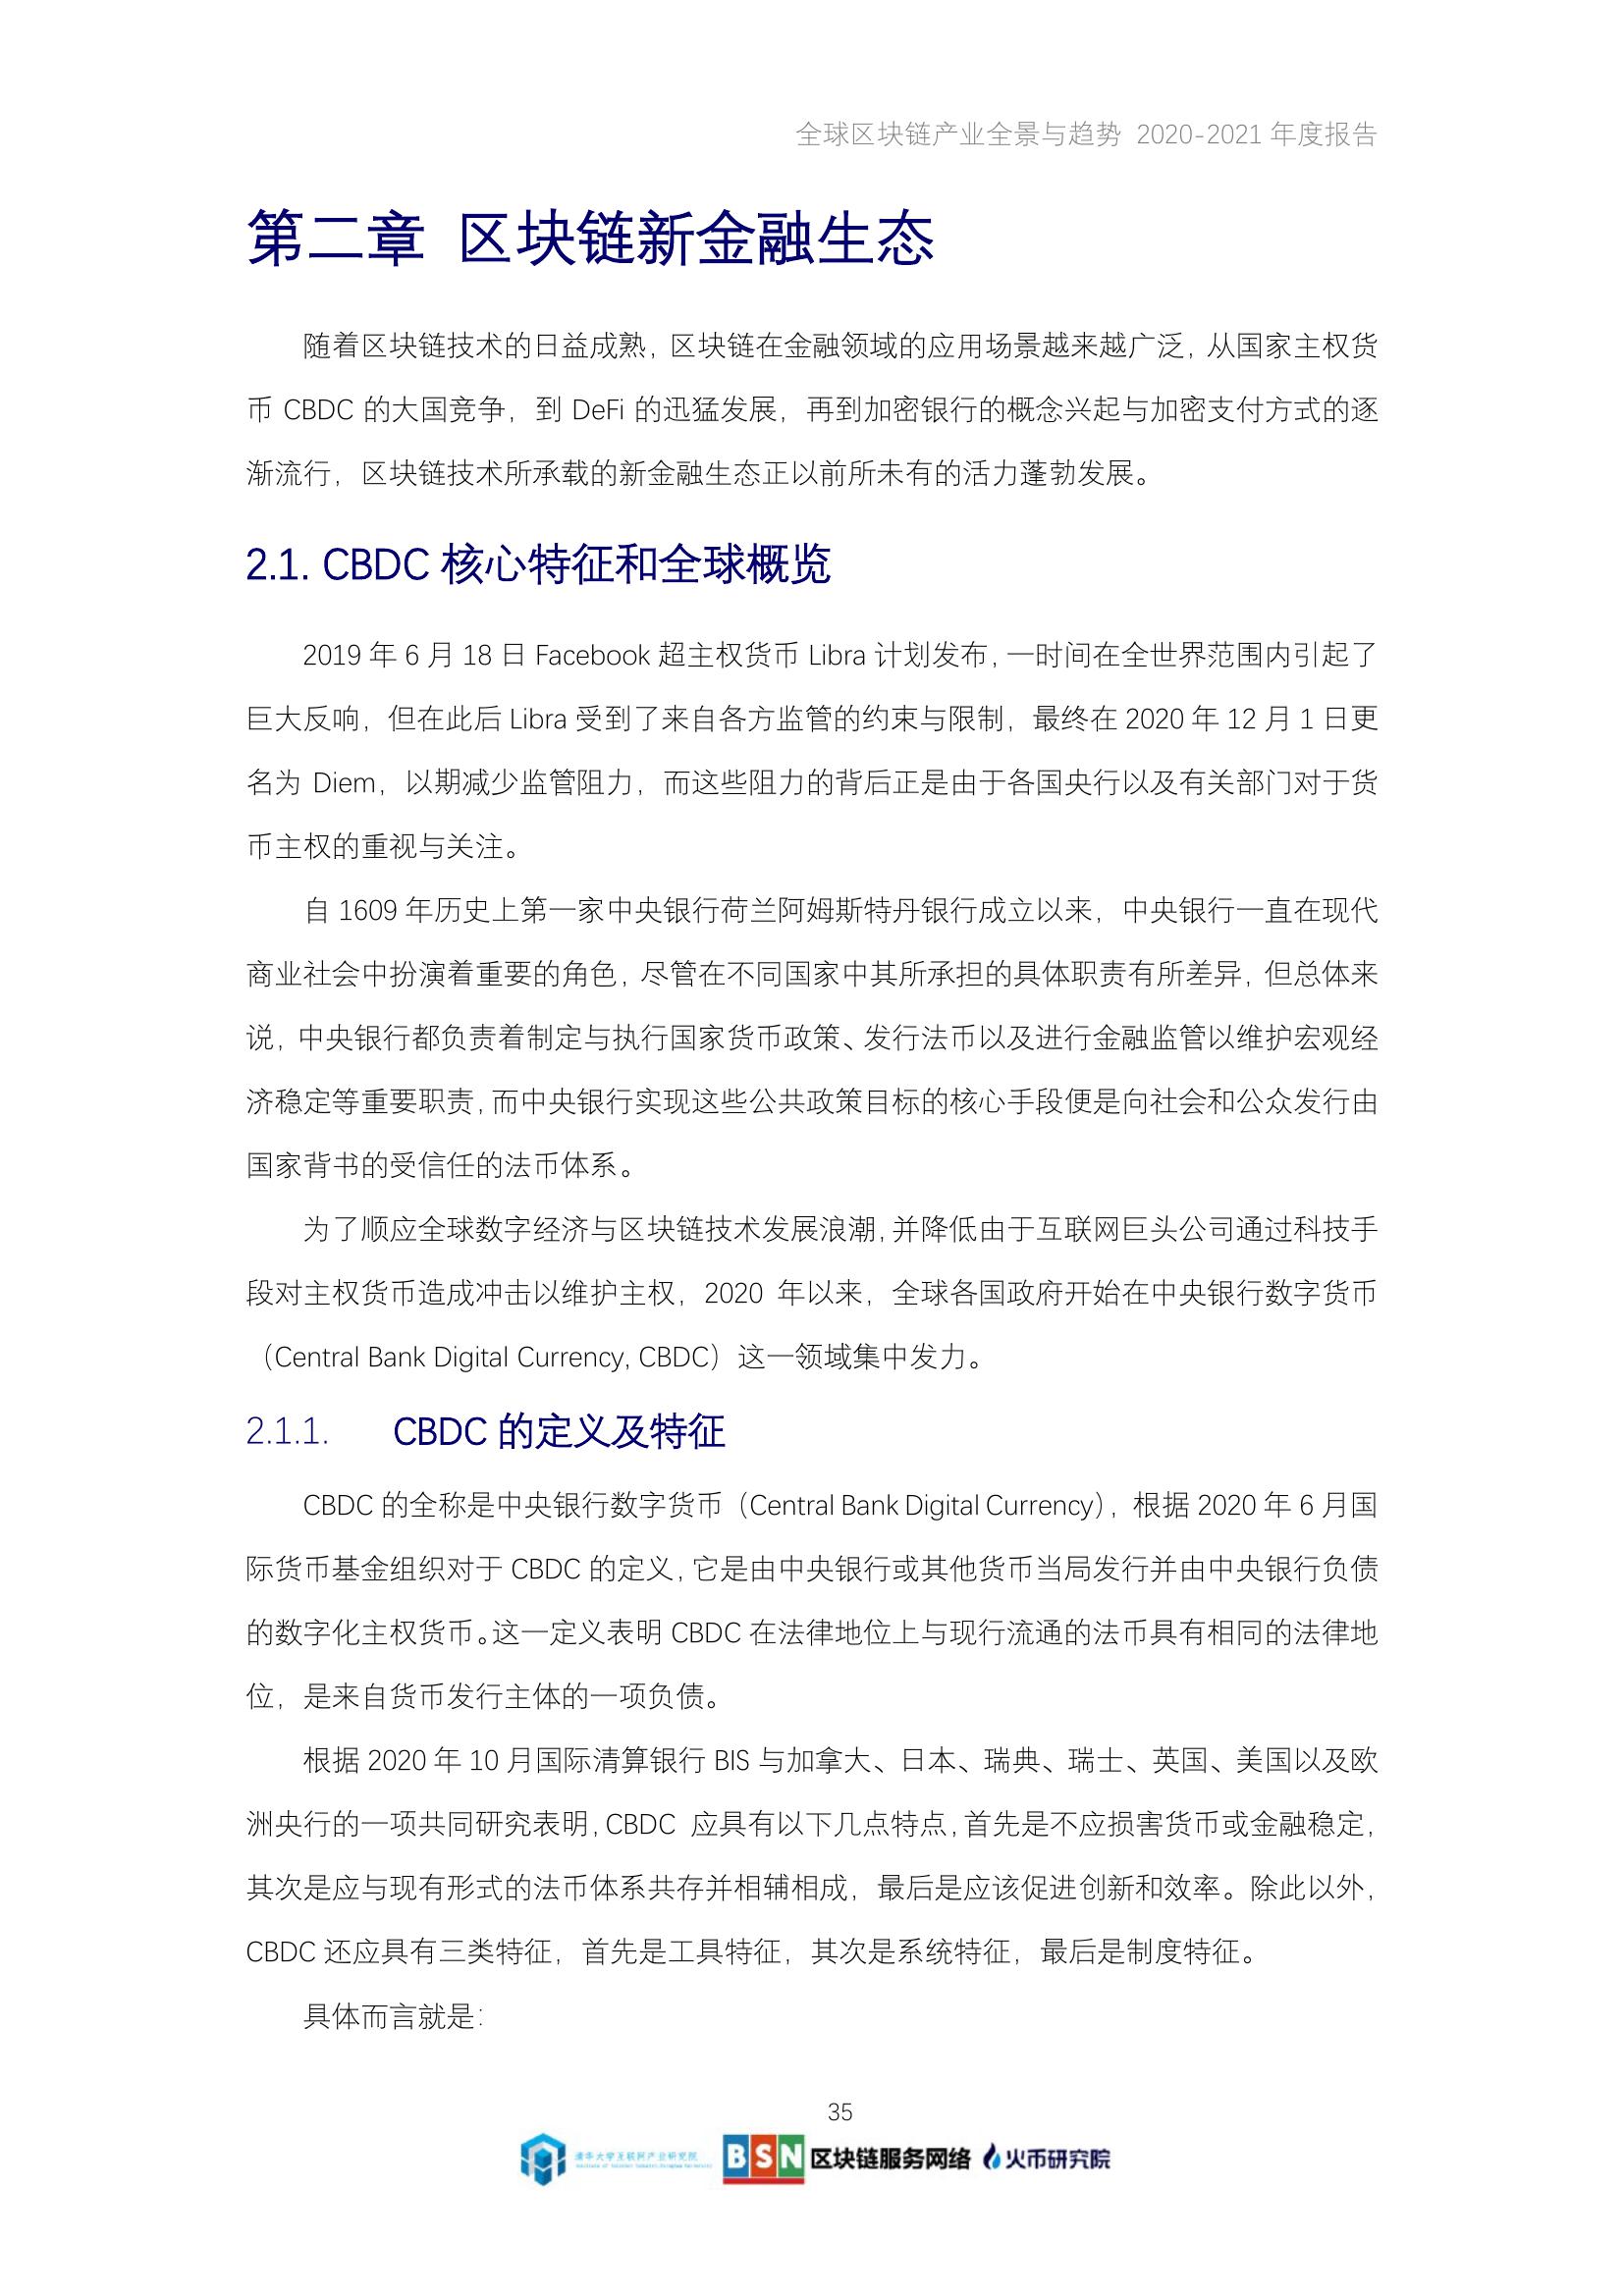 全球区块链产业全景与趋势 2020-2021 年度报告
第二章 区块链新金融生态
随着区块链技术的日益成熟，区块链在金融领域的应用场景越来越广泛，从国家主权货
币 CBDC 的大国竞争，到 DeFi 的迅猛发展，再到加密银行的概念兴起与加密支付方式的逐
渐流行，区块链技术所承载的新金融生态正以前所未有的活力蓬勃发展。
2.1. CBDC 核心特征和全球概览
2019 年 6 月 18 日 Facebook 超主权货币 Libra 计划发布，一时间在全世界范围内引起了
巨大反响，但在此后 Libra 受到了来自各方监管的约束与限制，最终在 2020 年 12 月 1 日更
名为 Diem，以期减少监管阻力，而这些阻力的背后正是由于各国央行以及有关部门对于货
币主权的重视与关注。
自 1609 年历史上第一家中央银行荷兰阿姆斯特丹银行成立以来，中央银行一直在现代
商业社会中扮演着重要的角色，尽管在不同国家中其所承担的具体职责有所差异，但总体来
说，中央银行都负责着制定与执行国家货币政策、发行法币以及进行金融监管以维护宏观经
济稳定等重要职责，而中央银行实现这些公共政策目标的核心手段便是向社会和公众发行由
国家背书的受信任的法币体系。
为了顺应全球数字经济与区块链技术发展浪潮，并降低由于互联网巨头公司通过科技手
段对主权货币造成冲击以维护主权，2020 年以来，全球各国政府开始在中央银行数字货币
（Central Bank Digital Currency, CBDC）这一领域集中发力。
2.1.1. CBDC 的定义及特征
CBDC 的全称是中央银行数字货币（Central Bank Digital Currency），根据 2020 年 6 月国
际货币基金组织对于 CBDC 的定义，它是由中央银行或其他货币当局发行并由中央银行负债
的数字化主权货币。这一定义表明 CBDC 在法律地位上与现行流通的法币具有相同的法律地
位，是来自货币发行主体的一项负债。
根据 2020 年 10 月国际清算银行 BIS 与加拿大、日本、瑞典、瑞士、英国、美国以及欧
洲央行的一项共同研究表明，CBDC 应具有以下几点特点，首先是不应损害货币或金融稳定，
其次是应与现有形式的法币体系共存并相辅相成，最后是应该促进创新和效率。除此以外，
CBDC 还应具有三类特征，首先是工具特征，其次是系统特征，最后是制度特征。
具体而言就是：
35
清华大学互联网产业研究院
BSN 区块链服务网络 火币研究院